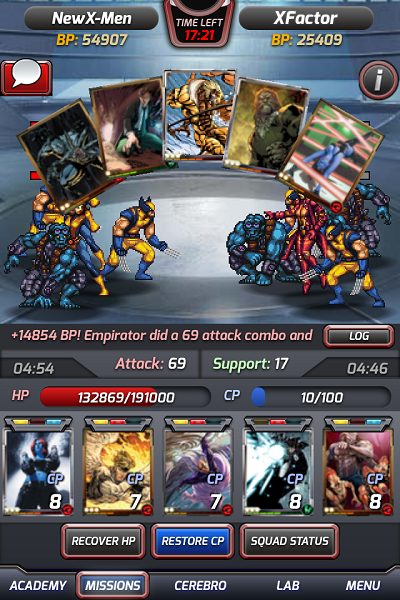 NewX-Men
TIME LEFT
XFactor
BP: 54907
17:21
BP: 25409
i
+14854 BP! Empirator did a 69 attack combo and
LOG
04:54
Attack: 69
Support: 17
04:46
HP
132869/191000
CP
10/100
CP
8
CP
7
CP
7
CP
8
CP
8
RECOVER HP
RESTORE CP
SQUAD STATUS
ACADEMY
MISSIONS
CEREBRO
LAB
MENU